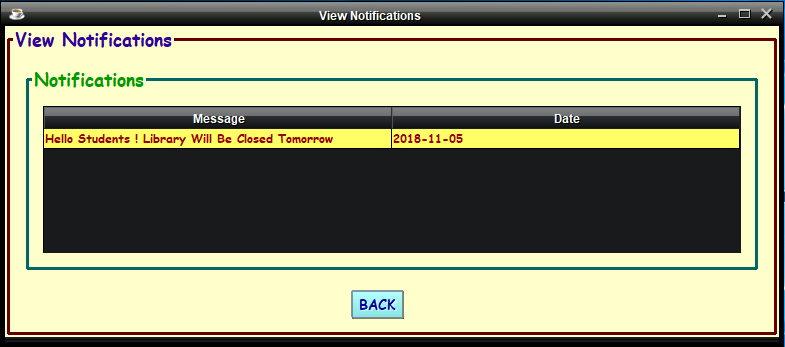 View Notifications
View Notifications
Notifications
Message Date
Hello Students ! Library Will Be Closed Tomorrow 2018-11-05
BACK